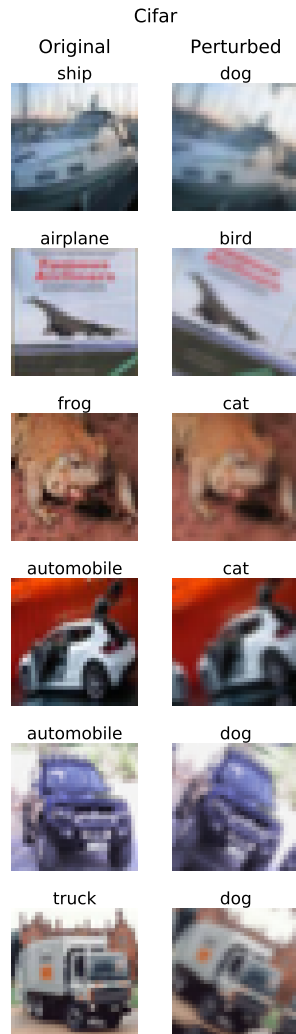 Cifar
Original Perturbed
ship dog
airplane bird
frog cat
automobile cat
automobile dog
truck dog